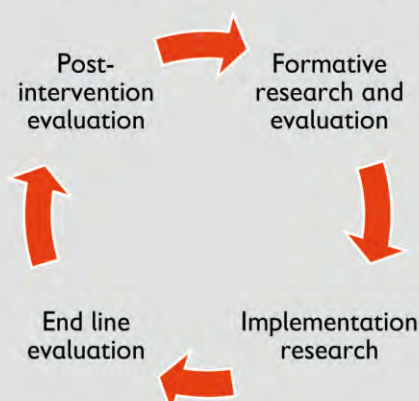 Post-
intervention
evaluation
Formative
research and
evaluation
Implementation
research
End line
evaluation